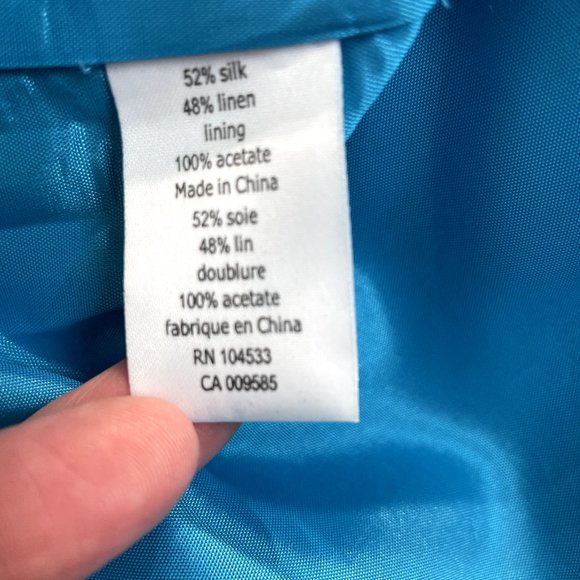 52% silk
48% linen
lining
100% acetate
Made in China
52% soie
48% lin
doublure
100% acetate
fabrique en China
RN 104533
CA 009585